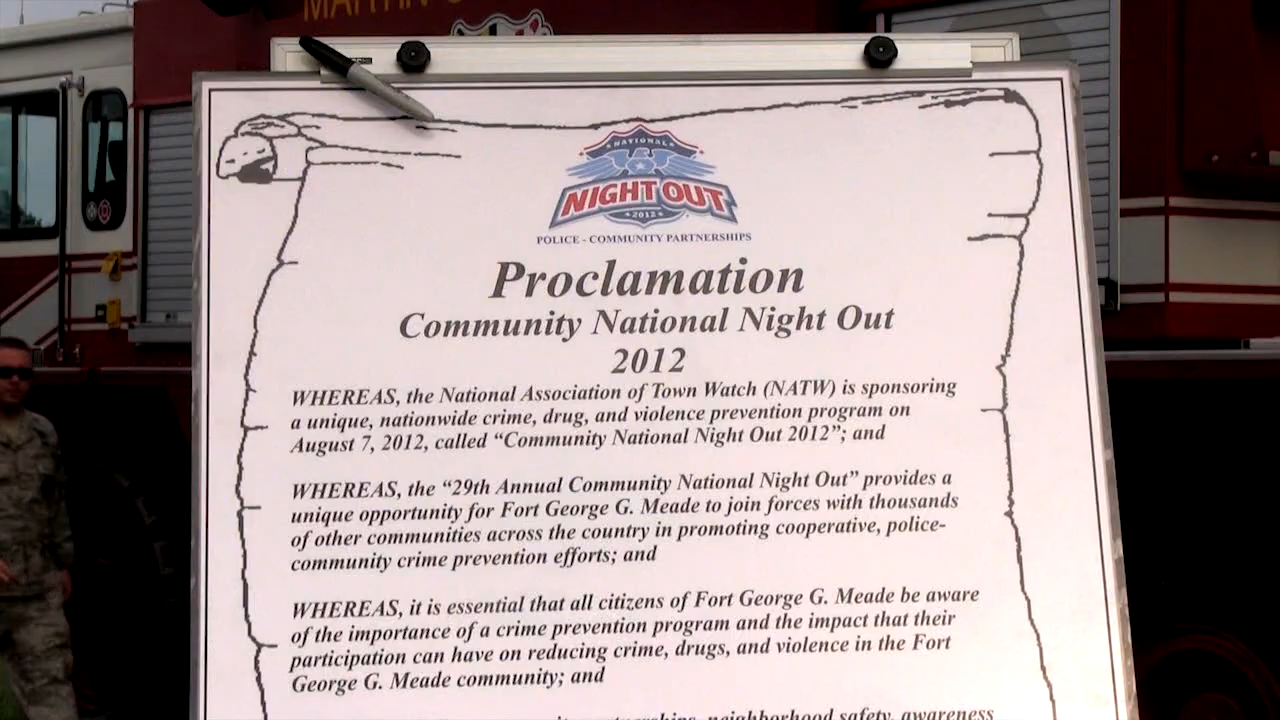 NATIONAL
NIGHT OUT
2012
POLICE - COMMUNITY PARTNERSHIPS
Proclamation
Community National Night Out
2012
WHEREAS, the National Association of Town Watch (NATW) is sponsoring
a unique, nationwide crime, drug, and violence prevention program on
August 7, 2012, called “Community National Night Out 2012”; and
WHEREAS, the “29th Annual Community National Night Out” provides a
unique opportunity for Fort George G. Meade to join forces with thousands
of other communities across the country in promoting cooperative, police-
community crime prevention efforts; and
WHEREAS, it is essential that all citizens of Fort George G. Meade be aware
of the importance of a crime prevention program and the impact that their
participation can have on reducing crime, drugs, and violence in the Fort
George G. Meade community; and
neighborhood safety, awareness